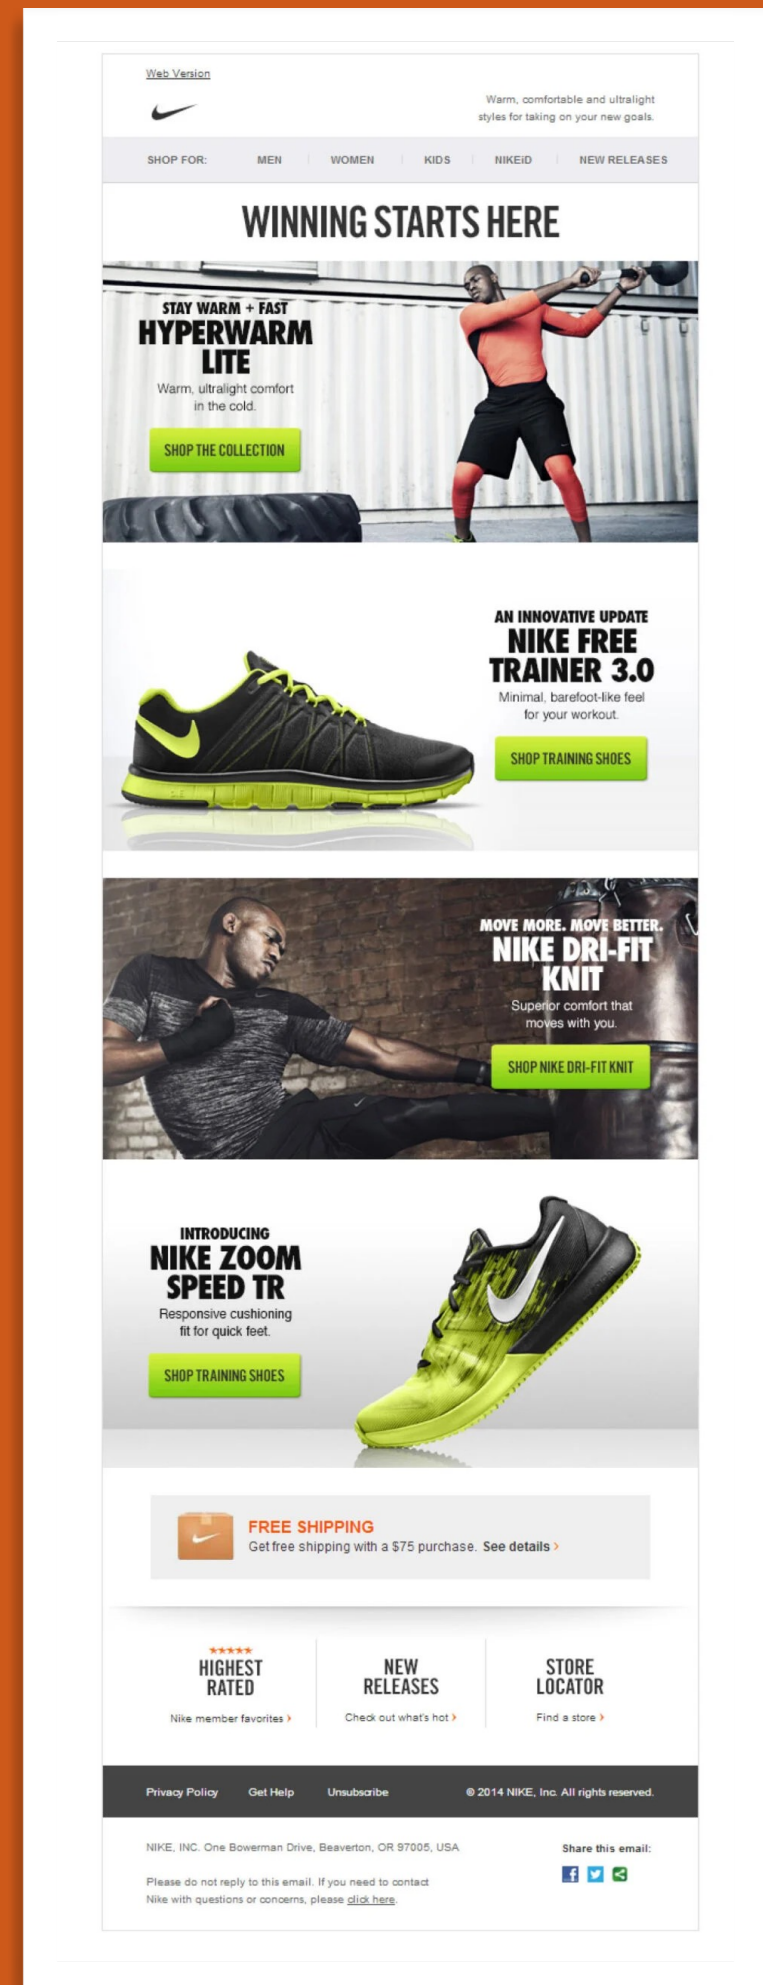 Web Version
Warm, comfortable and ultralight
styles for taking on your new goals.
SHOP FOR: MEN WOMEN KIDS NIKEiD NEW RELEASES
WINNING STARTS HERE
STAY WARM + FAST
HYPERWARM
LITE
Warm, ultralight comfort
in the cold.
SHOP THE COLLECTION
AN INNOVATIVE UPDATE
NIKE FREE
TRAINER 3.0
Minimal, barefoot-like feel
for your workout.
SHOP TRAINING SHOES
MOVE MORE. MOVE BETTER.
NIKE DRI-FIT
KNIT
Superior comfort that
moves with you.
SHOP NIKE DRI-FIT KNIT
INTRODUCING
NIKE ZOOM
SPEED TR
Responsive cushioning
fit for quick feet.
SHOP TRAINING SHOES
FREE SHIPPING
Get free shipping with a $75 purchase. See details ›
HIGHEST
RATED
Nike member favorites ›
NEW
RELEASES
Check out what's hot ›
STORE
LOCATOR
Find a store ›
Privacy Policy Get Help Unsubscribe © 2014 NIKE, Inc. All rights reserved.
NIKE, INC. One Bowerman Drive, Beaverton, OR 97005, USA
Share this email:
Please do not reply to this email. If you need to contact
Nike with questions or concerns, please click here.